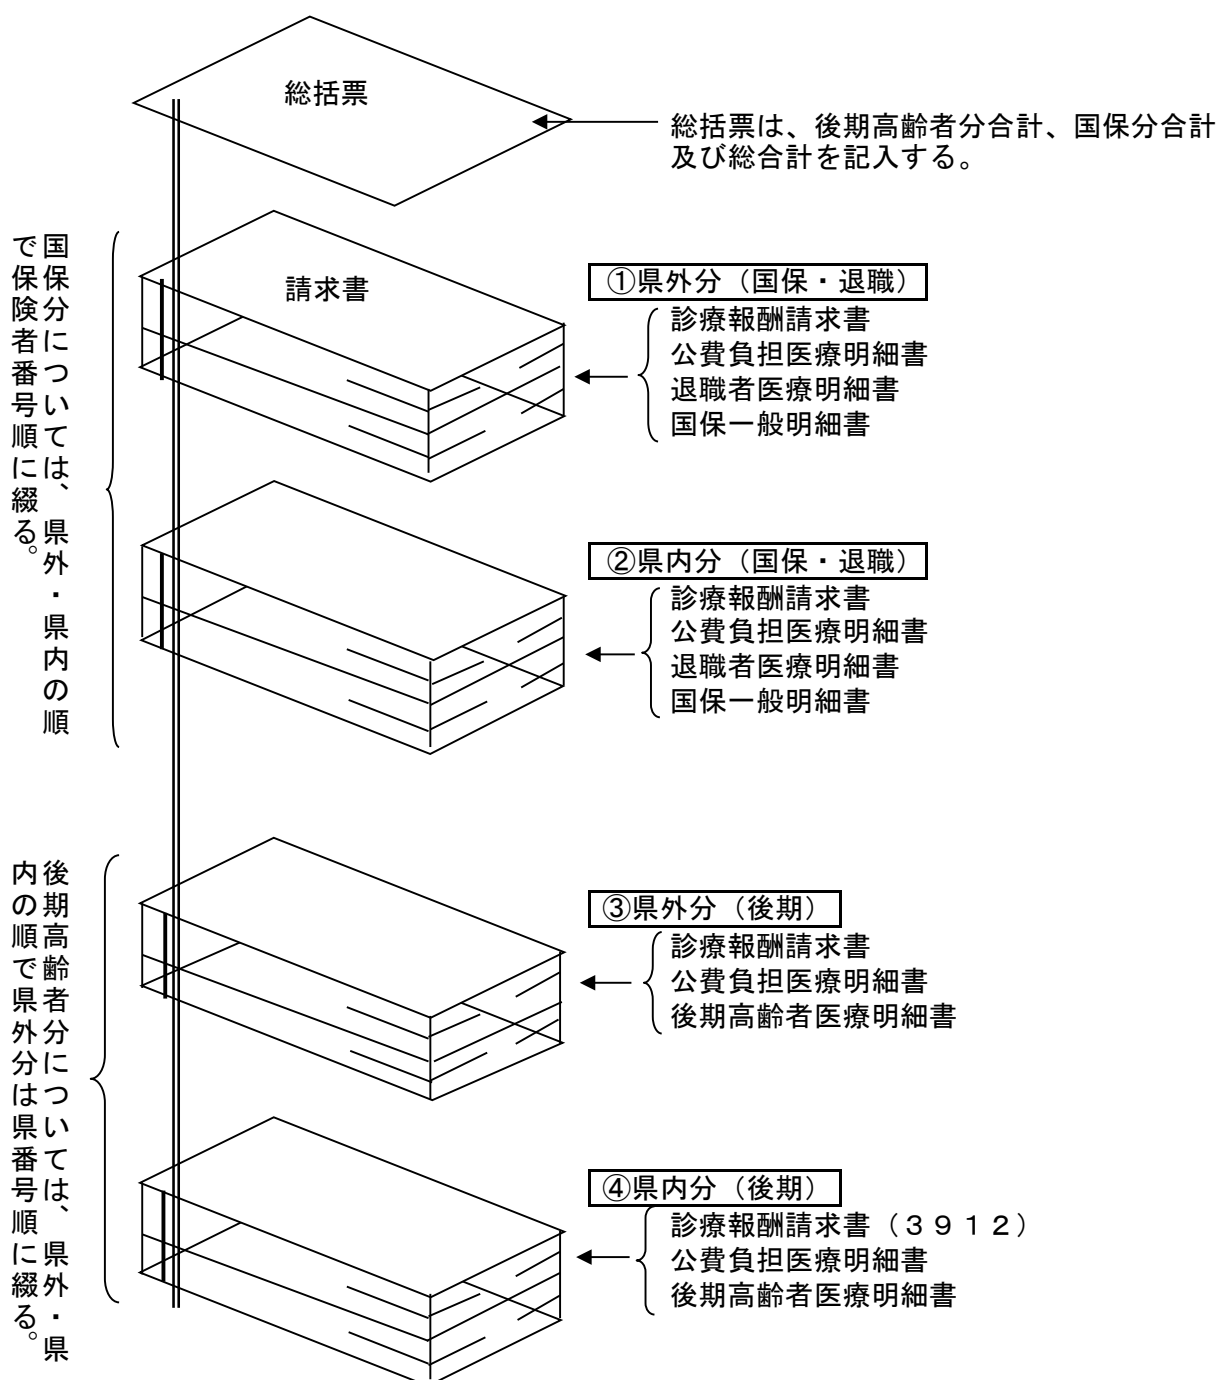 総括票
総括票は、後期高齢者分合計、国保分合計
及び総合計を記入する。
国保分については、県外・県内の順
で保険者番号順に綴る。
請求書
①県外分（国保・退職）
診療報酬請求書
公費負担医療明細書
退職者医療明細書
国保一般明細書
②県内分（国保・退職）
診療報酬請求書
公費負担医療明細書
退職者医療明細書
国保一般明細書
後期高齢者分については、県外・県
内の順で県外分は県番号順に綴る。
③県外分（後期）
診療報酬請求書
公費負担医療明細書
後期高齢者医療明細書
④県内分（後期）
診療報酬請求書（３９１２）
公費負担医療明細書
後期高齢者医療明細書